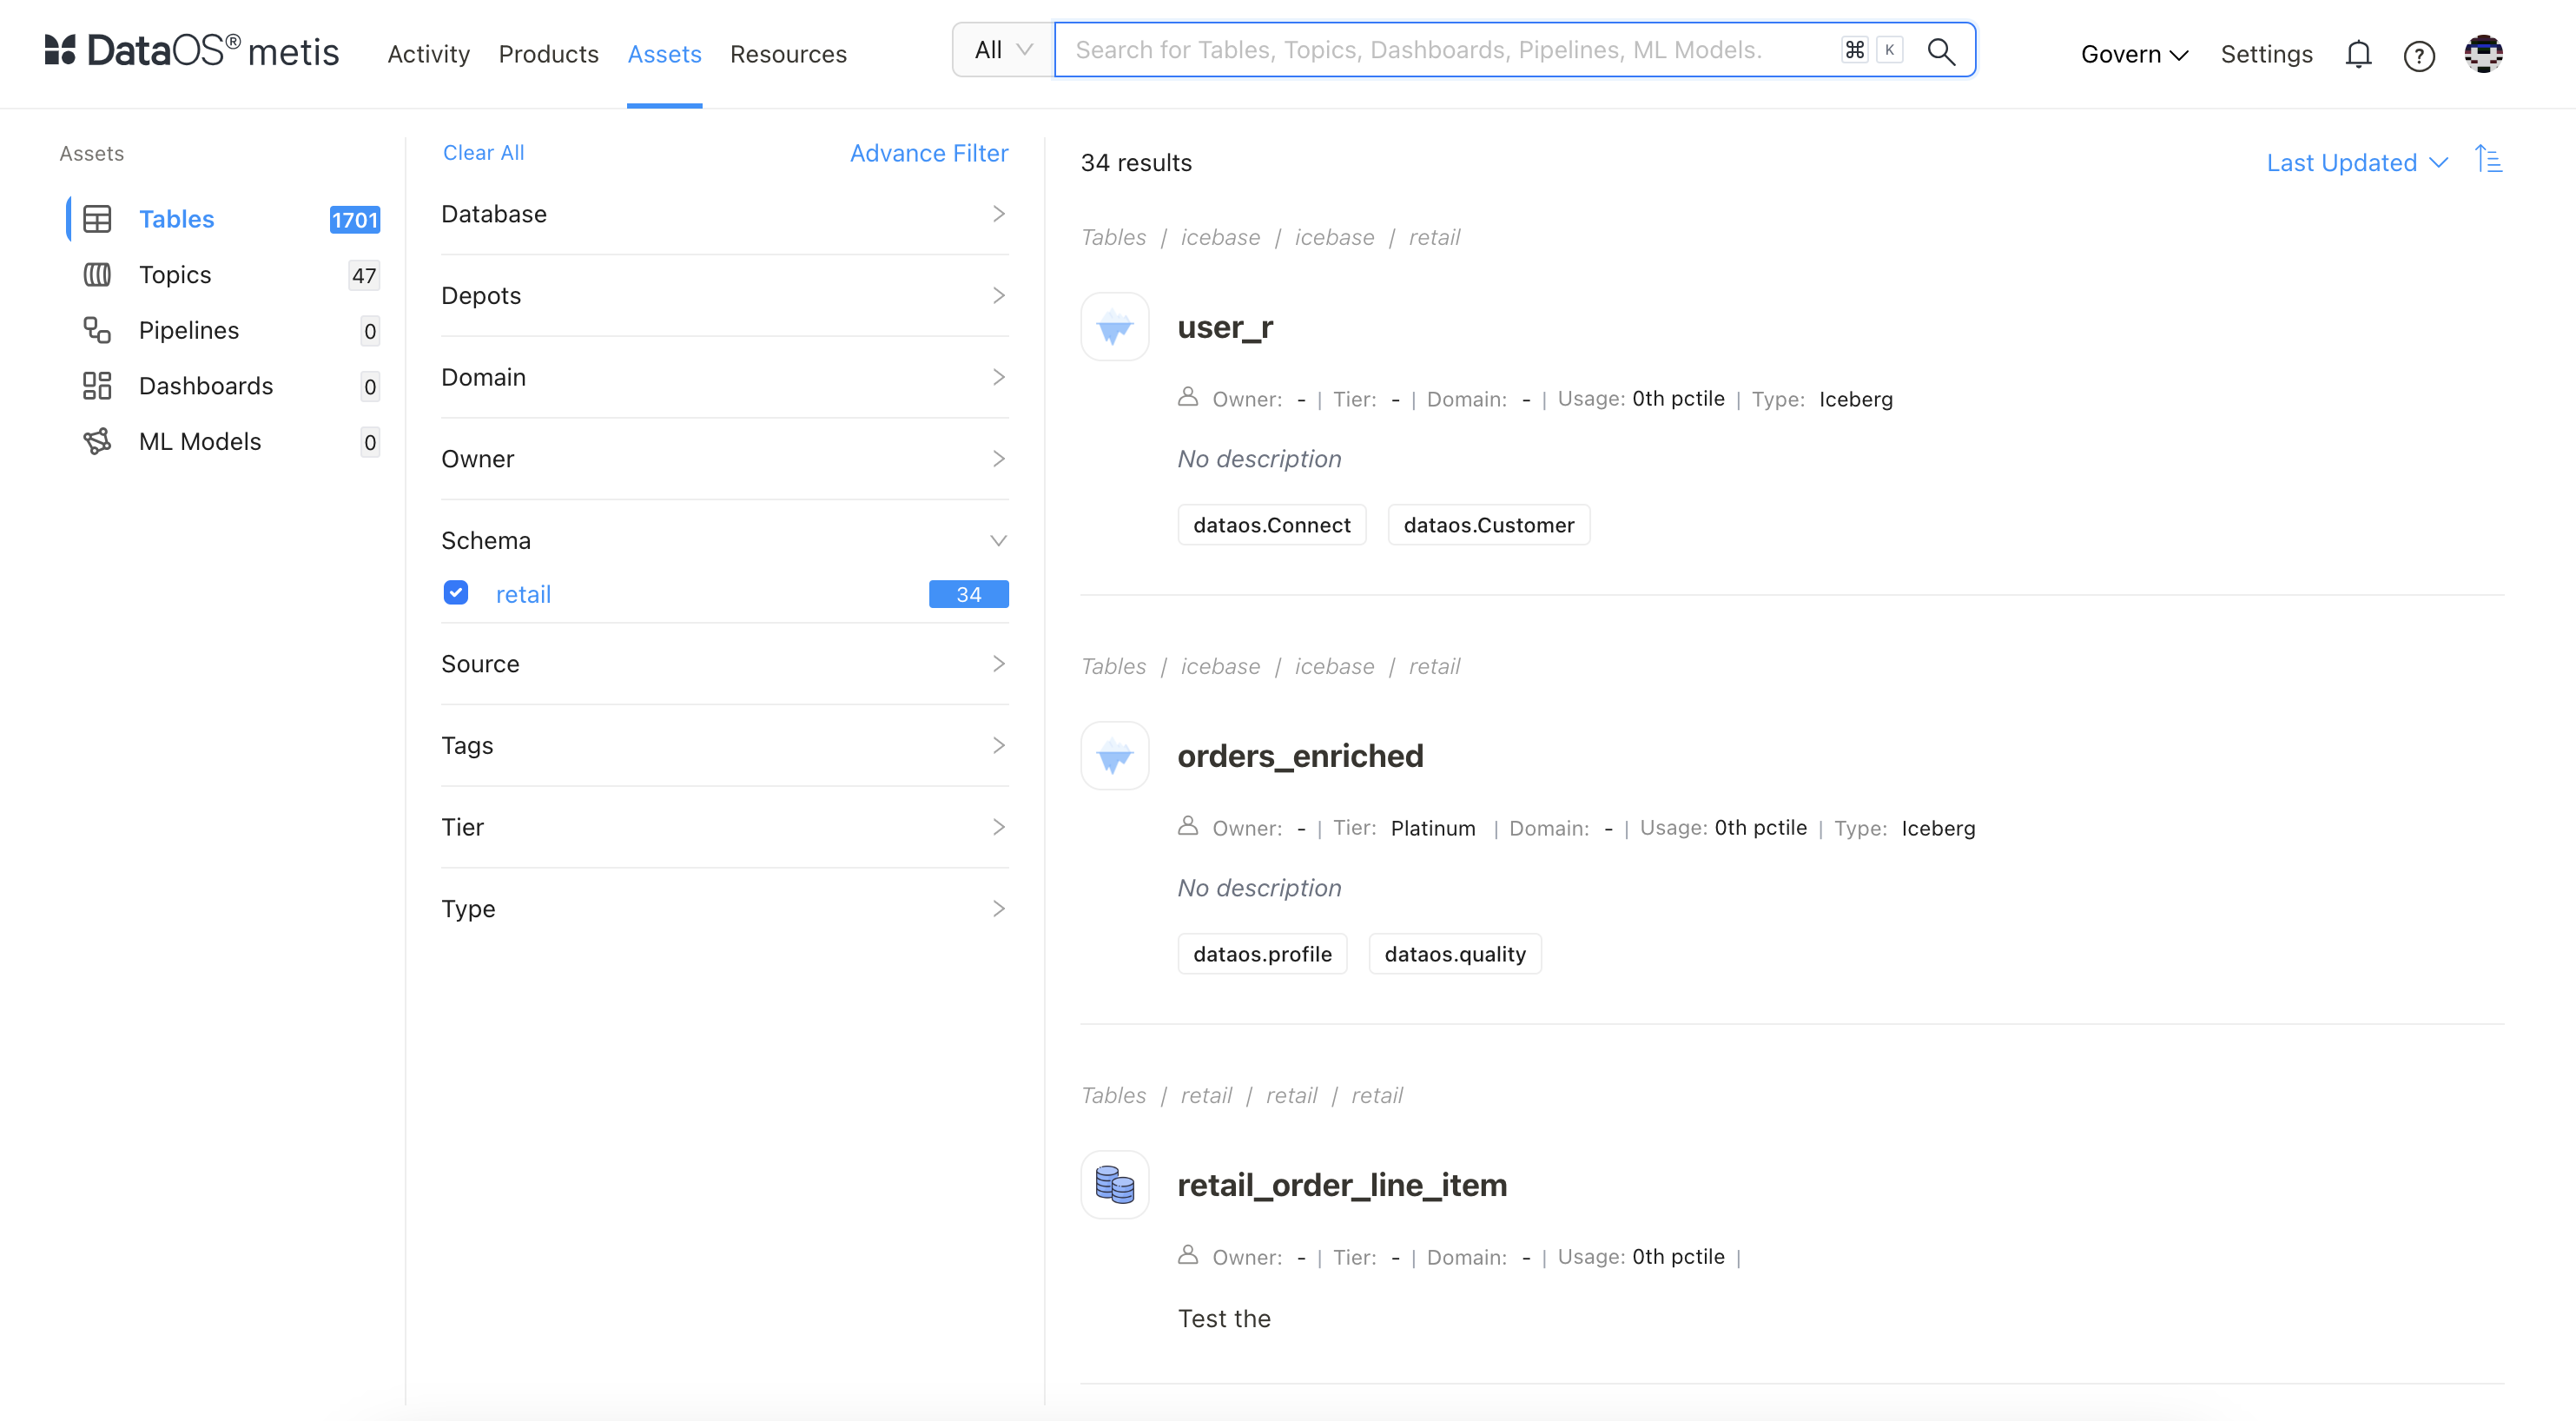 DataOS® metis Activity Products Assets Resources All Search for Tables, Topics, Dashboards, Pipelines, ML Models. ⌘ K Govern Settings
Assets
Tables 1701
Topics 47
Pipelines 0
Dashboards 0
ML Models 0
Clear All Advance Filter
Database
Depots
Domain
Owner
Schema
retail 34
Source
Tags
Tier
Type
34 results Last Updated
Tables / icebase / icebase / retail
user_r
Owner: - | Tier: - | Domain: - | Usage: 0th pctile | Type: Iceberg
No description
dataos.Connect dataos.Customer
Tables / icebase / icebase / retail
orders_enriched
Owner: - | Tier: Platinum | Domain: - | Usage: 0th pctile | Type: Iceberg
No description
dataos.profile dataos.quality
Tables / retail / retail / retail
retail_order_line_item
Owner: - | Tier: - | Domain: - | Usage: 0th pctile |
Test the